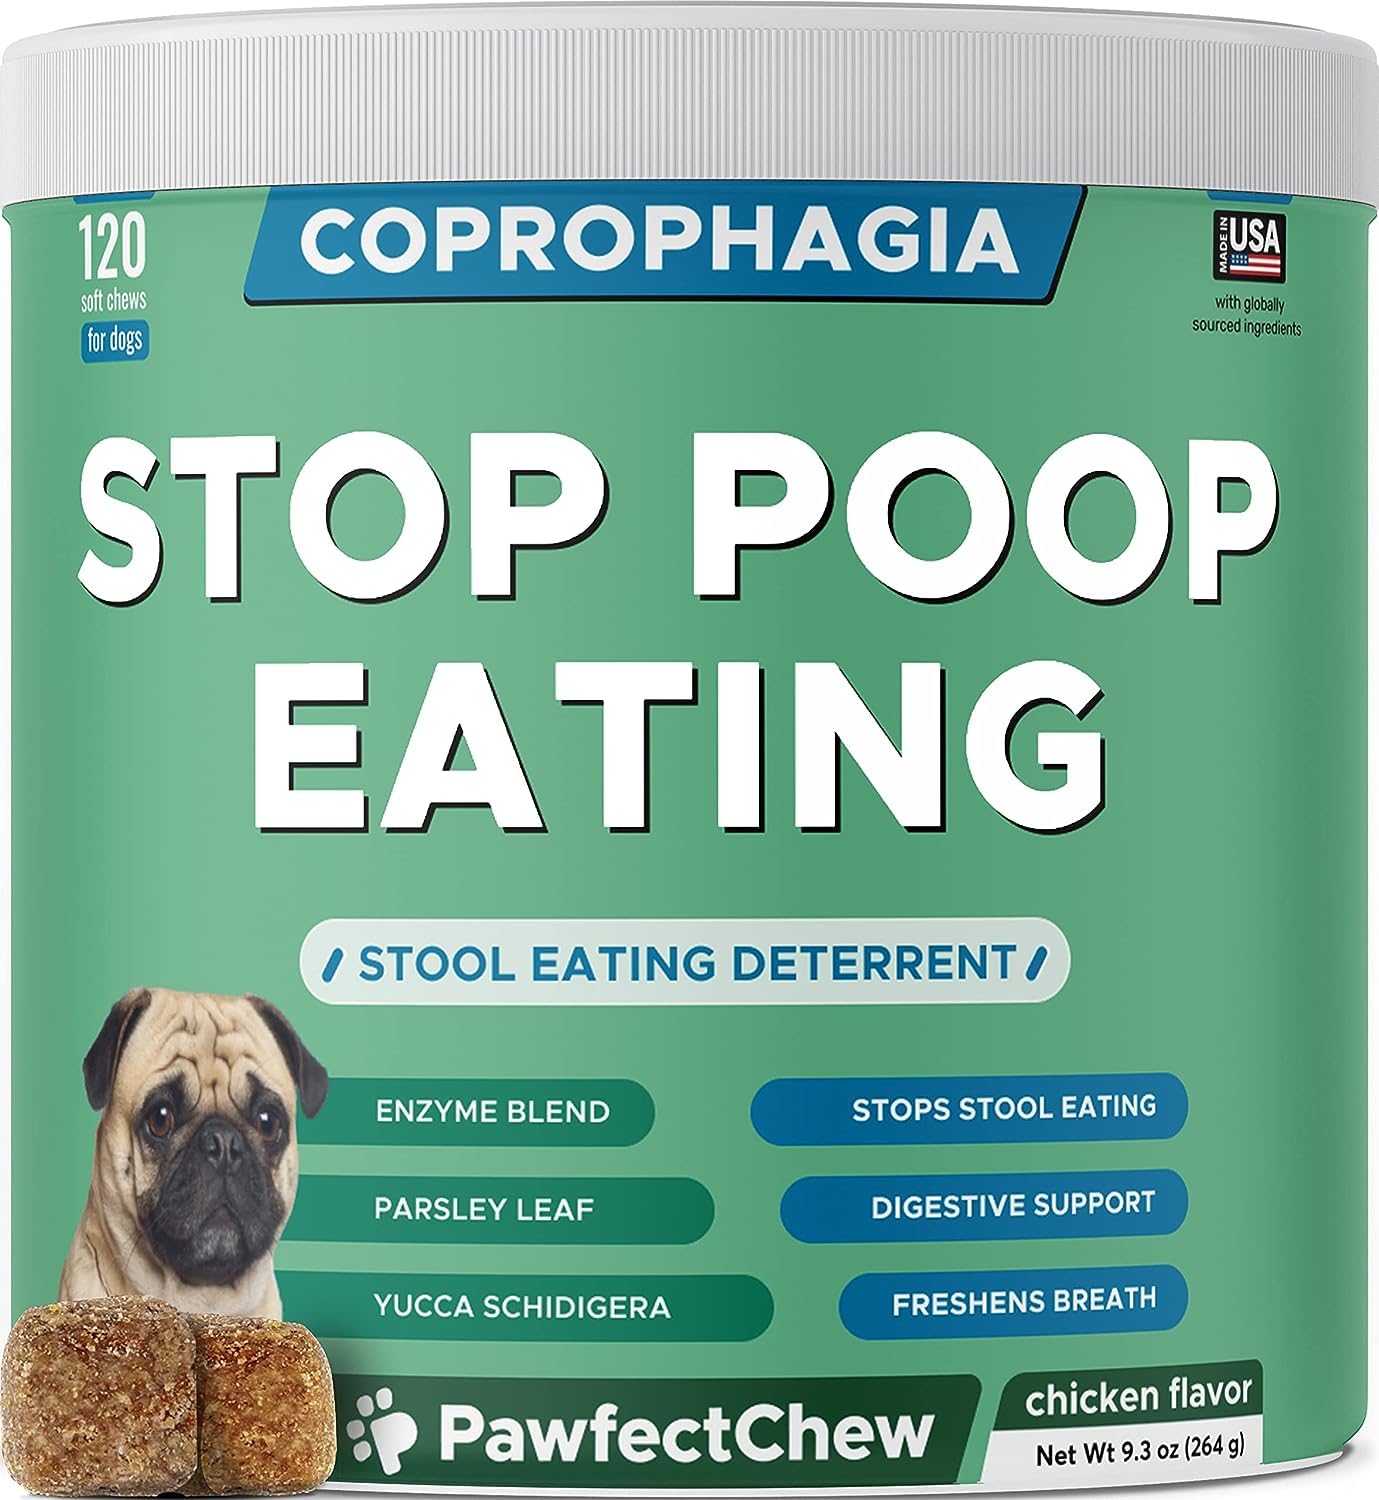 COPROPHAGIA
120
soft chews
for dogs
MADE IN
USA
with globally
sourced ingredients
STOP POOP
EATING
STOOL EATING DETERRENT
ENZYME BLEND
PARSLEY LEAF
YUCCA SCHIDIGERA
STOPS STOOL EATING
DIGESTIVE SUPPORT
FRESHENS BREATH
PawfectChew
chicken flavor
Net Wt 9.3 oz (264 g)